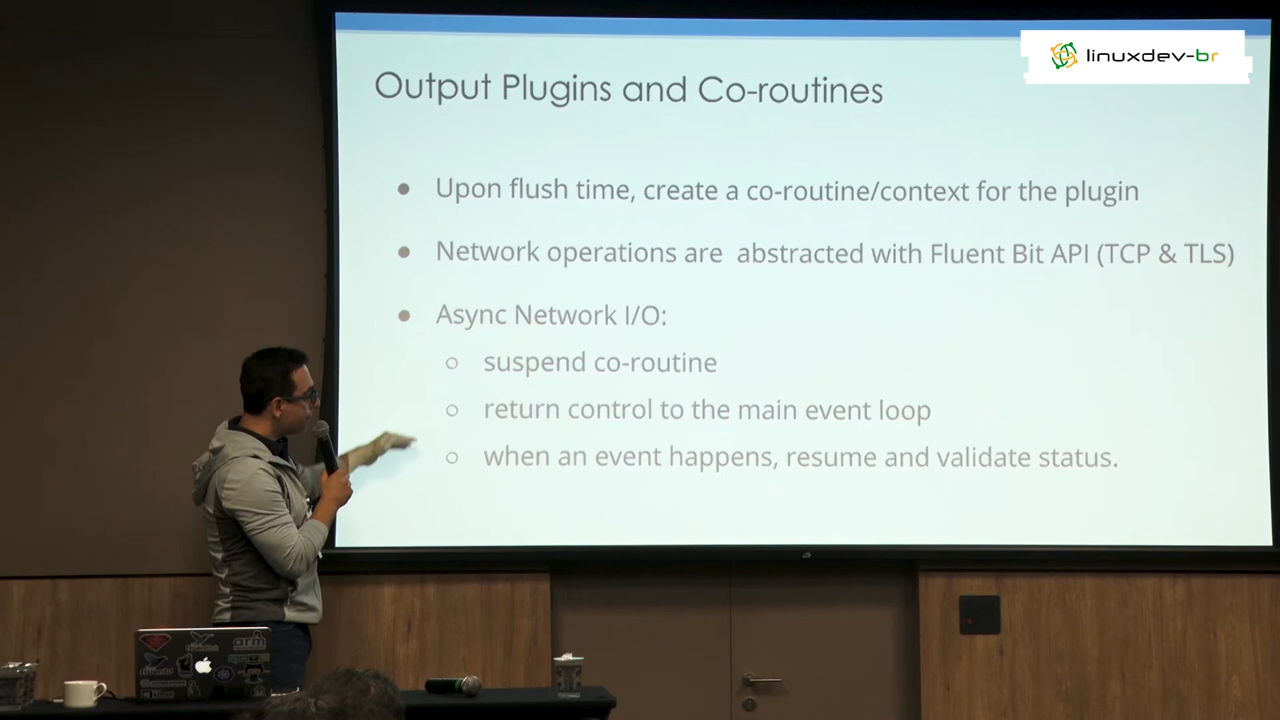 linuxdev-br
Output Plugins and Co-routines
Upon flush time, create a co-routine/context for the plugin
Network operations are abstracted with Fluent Bit API (TCP & TLS)
Async Network I/O:
suspend co-routine
return control to the main event loop
when an event happens, resume and validate status.
arm